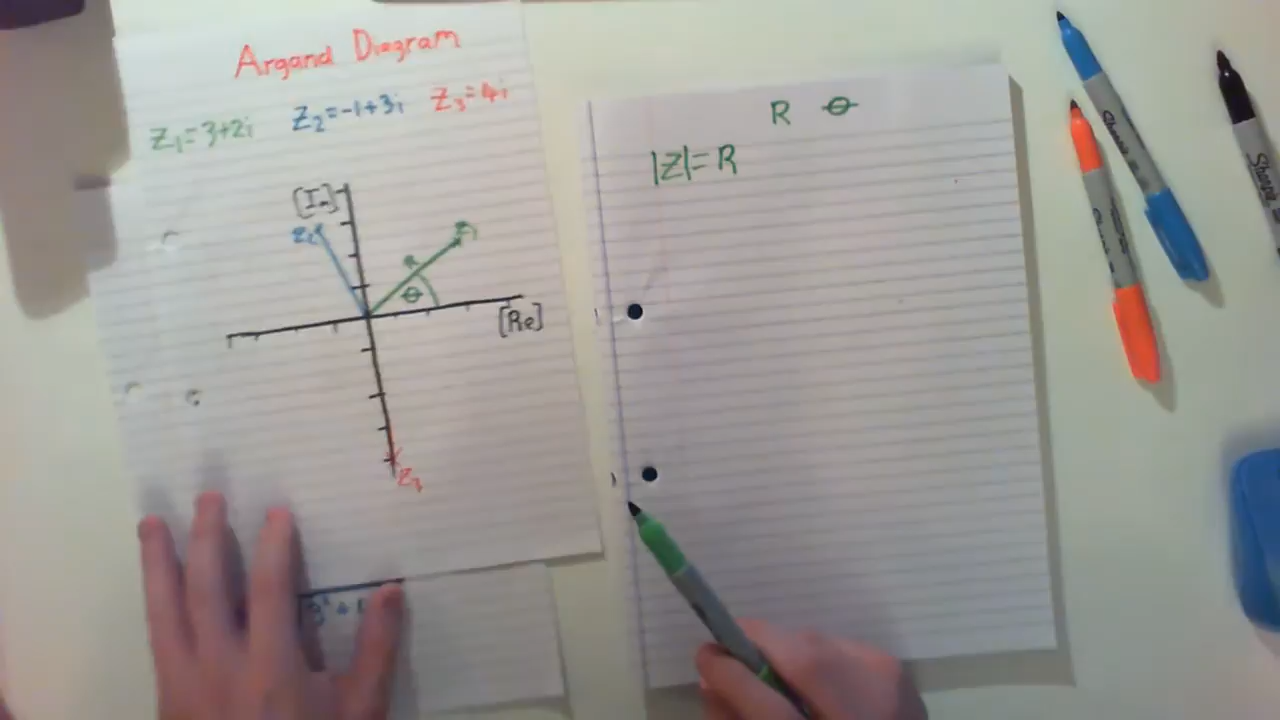 Argand Diagram
Z₁=3+2i Z₂=-1+3i Z₃=4i
[Im]
Z₂ Z₁
R
θ
[Re]
Z₃
R θ
|Z|=R
Sharpie
Sharpie